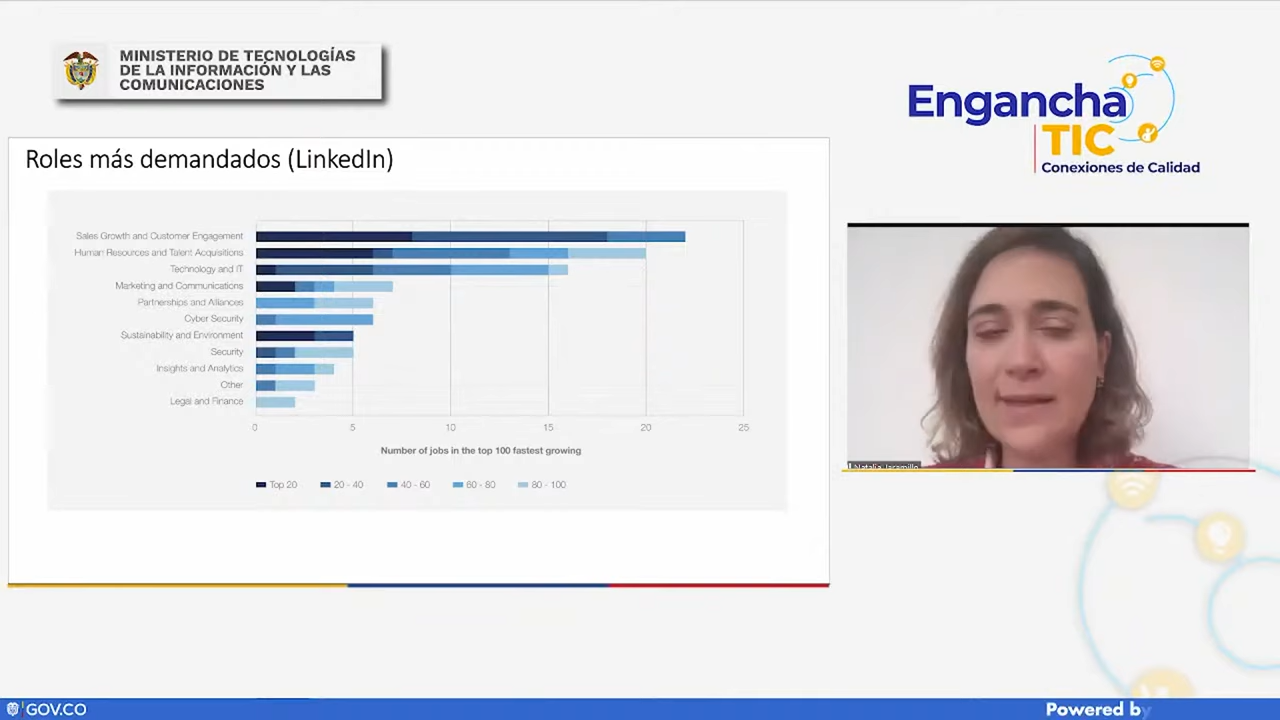 MINISTERIO DE TECNOLOGÍAS
DE LA INFORMACIÓN Y LAS
COMUNICACIONES
Engancha
TIC
Conexiones de Calidad
Roles más demandados (LinkedIn)
Sales Growth and Customer Engagement
Human Resources and Talent Acquisitions
Technology and IT
Marketing and Communications
Partnerships and Alliances
Cyber Security
Sustainability and Environment
Security
Insights and Analytics
Other
Legal and Finance
0 5 10 15 20 25
Number of jobs in the top 100 fastest growing
Top 20 20 - 40 40 - 60 60 - 80 80 - 100
Natalia Jaramillo
GOV.CO
Powered by